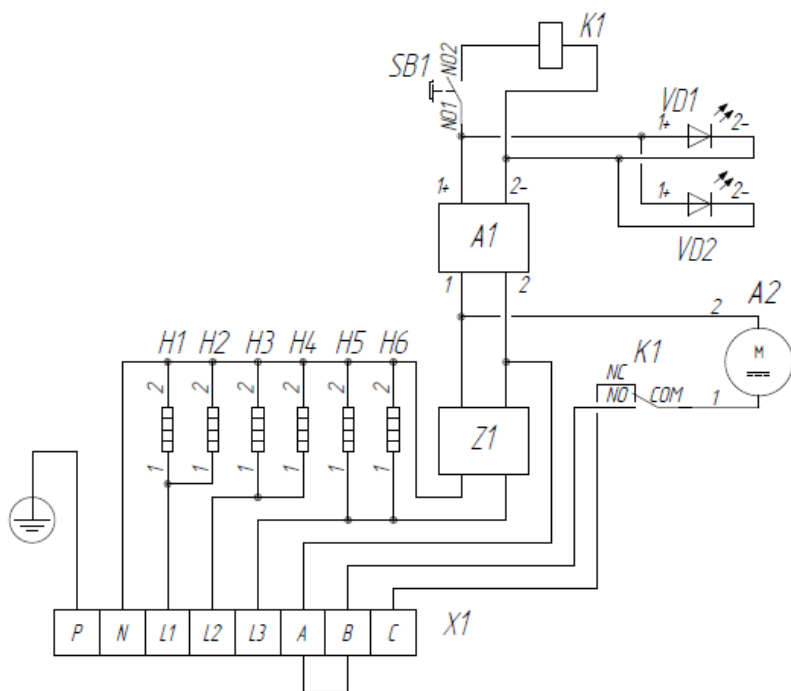 K1
SB1 NO2
NO1
VD1
1+ 2-
1+ 2-
1+ 2-
A1
VD2
1 2
A2
2
H1 H2 H3 H4 H5 H6
K1
M
2 2 2 2 2 2
NC
NO COM 1
Z1
1 1 1 1 1 1
P N L1 L2 L3 A B C X1